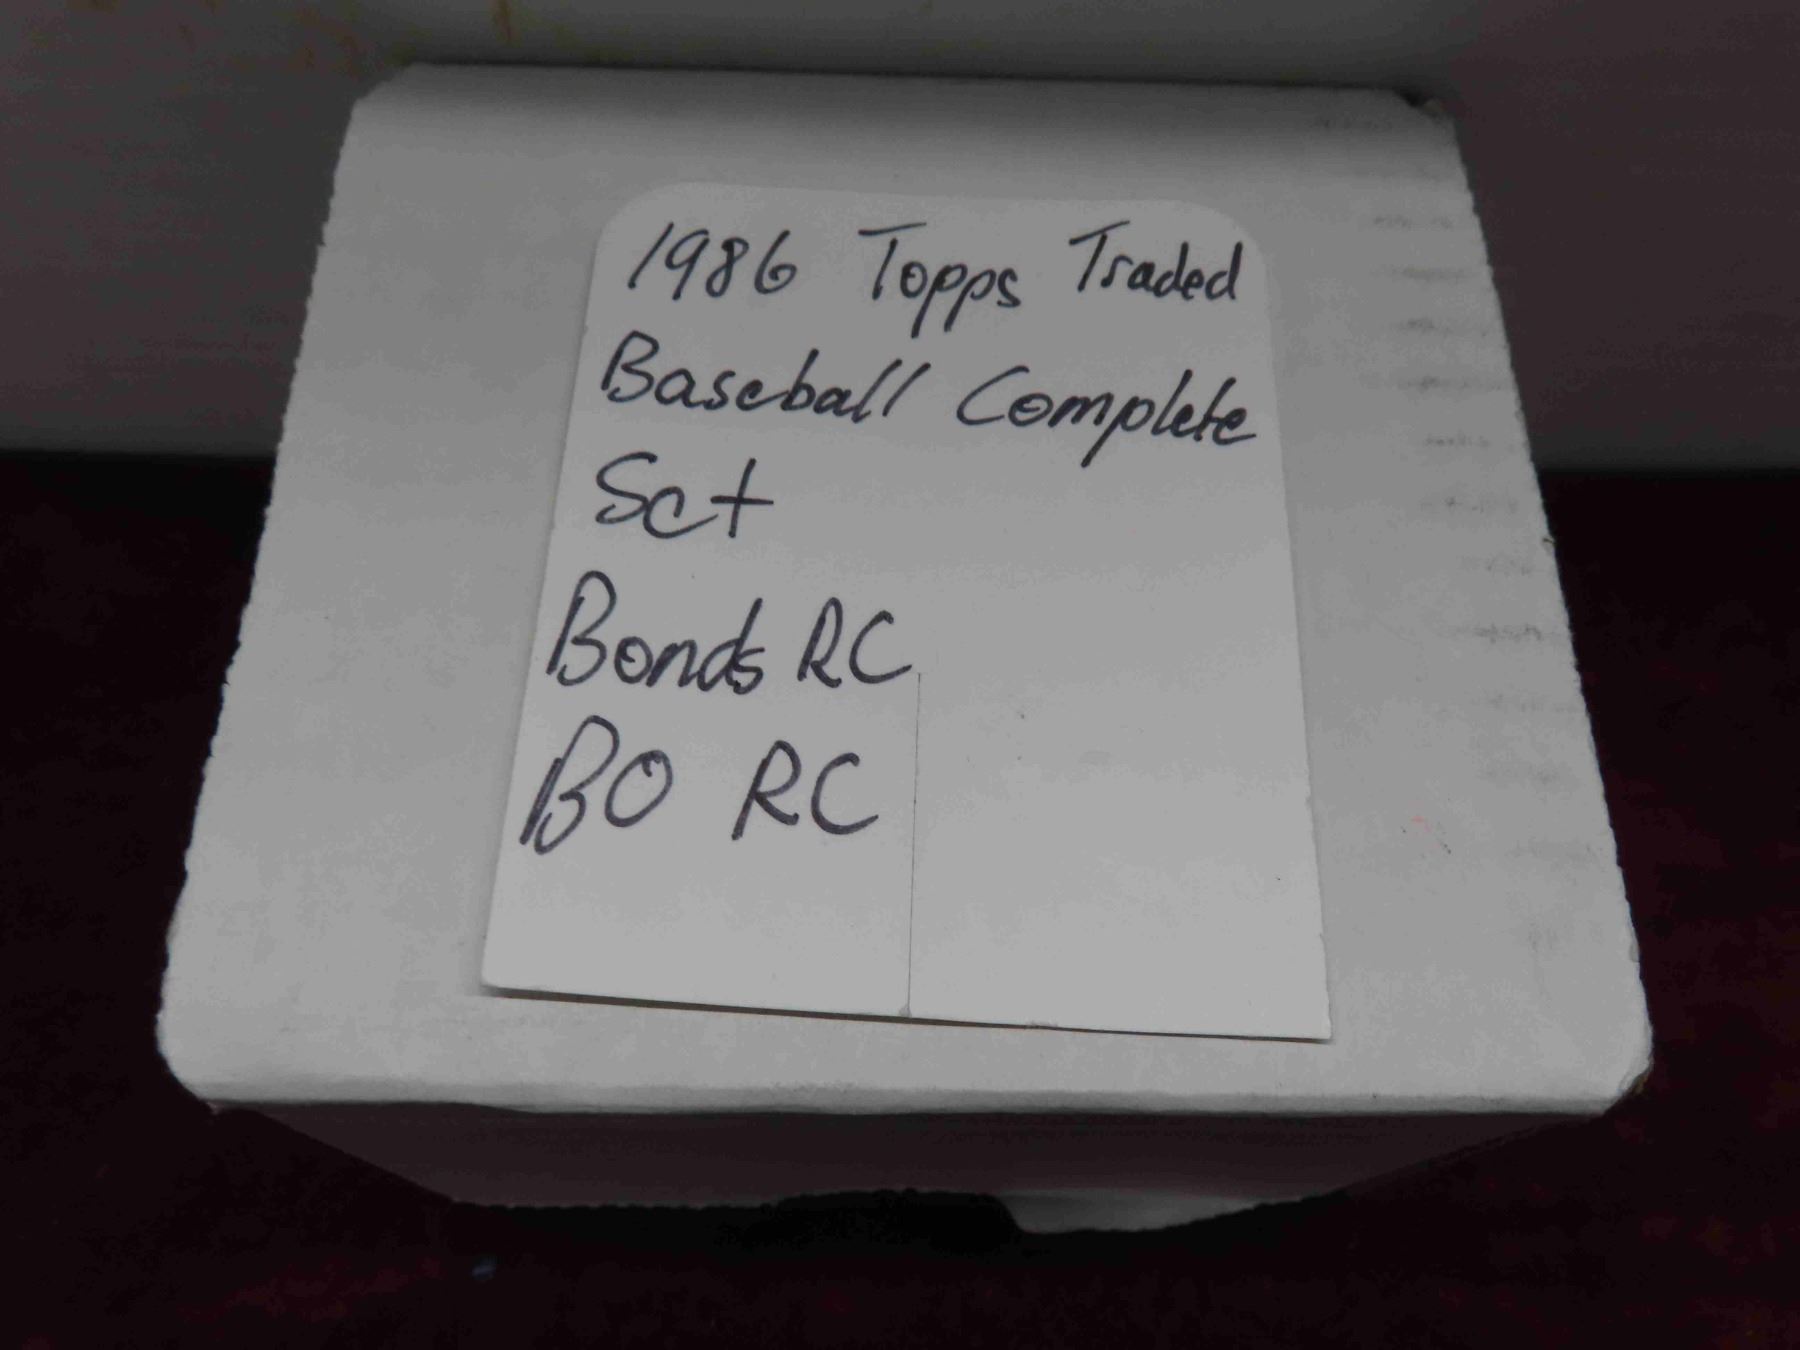 1986 Topps Traded
Baseball Complete
Set
Bonds RC
BO RC